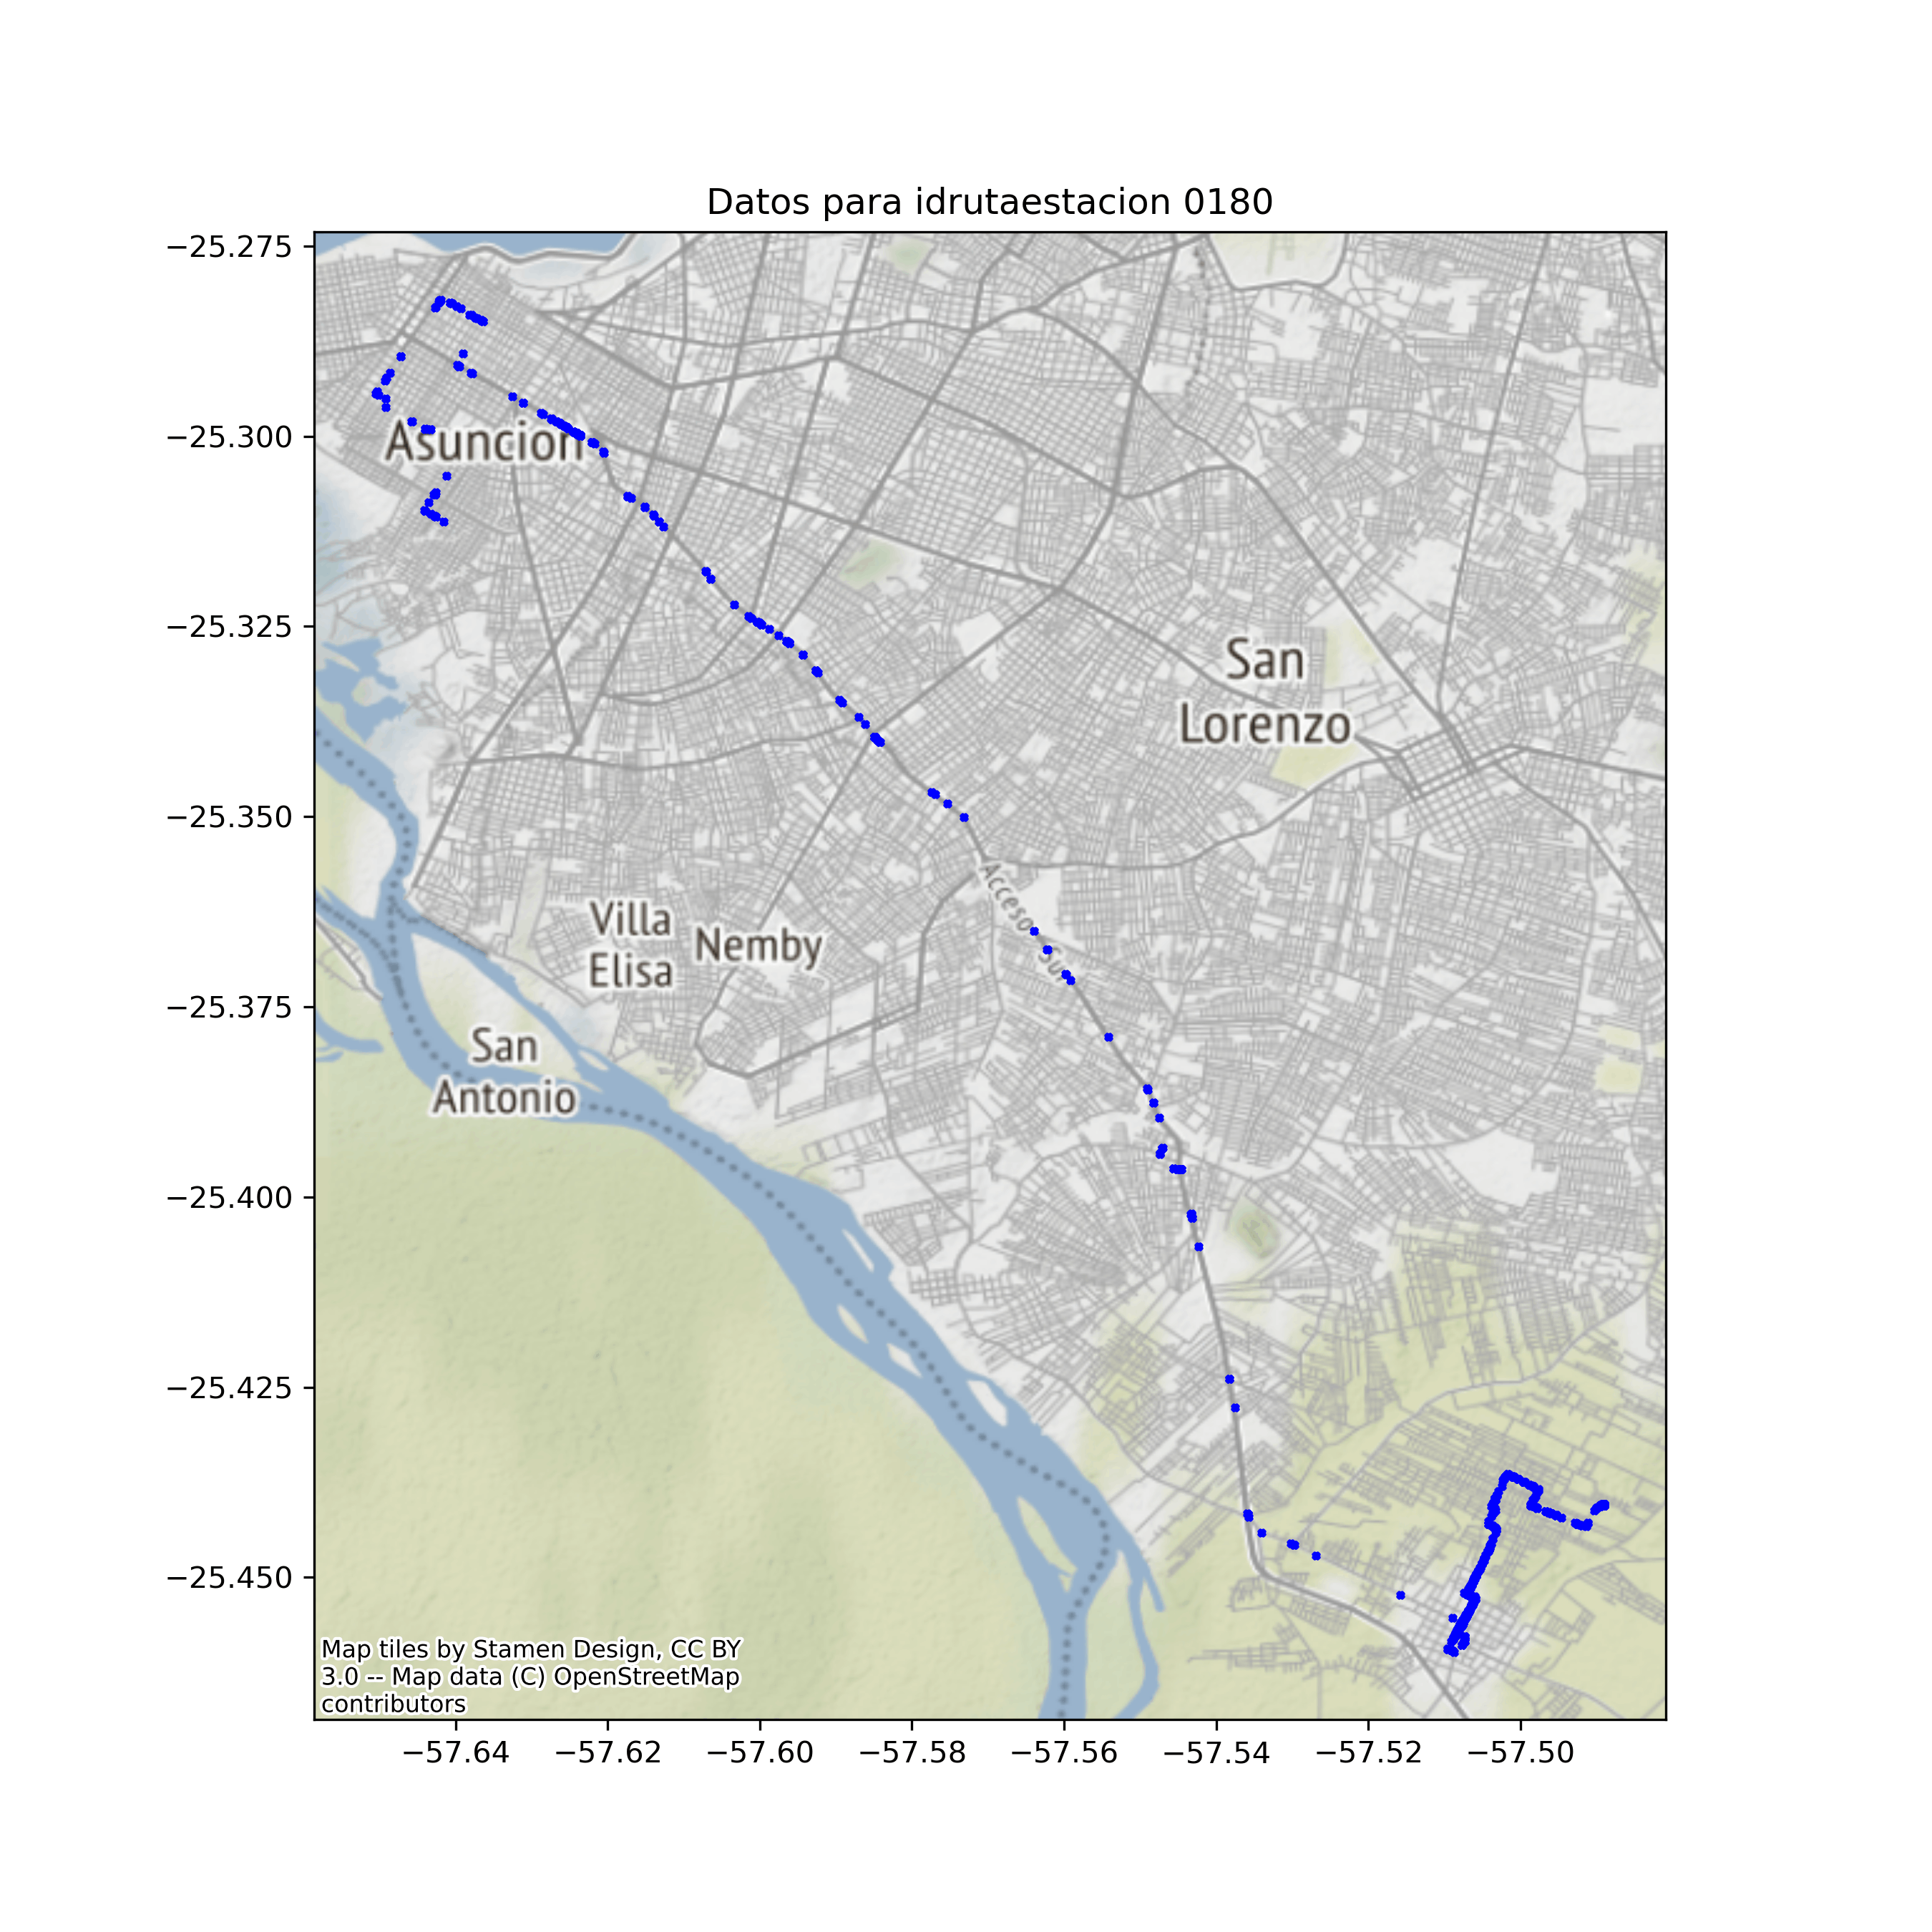 Datos para idrutaestacion 0180
−25.275
−25.300
−25.325
−25.350
−25.375
−25.400
−25.425
−25.450
Asuncion
San
Lorenzo
Acceso Sur
Villa
Elisa
Nemby
San
Antonio
Map tiles by Stamen Design, CC BY
3.0 -- Map data (C) OpenStreetMap
contributors
−57.64
−57.62
−57.60
−57.58
−57.56
−57.54
−57.52
−57.50